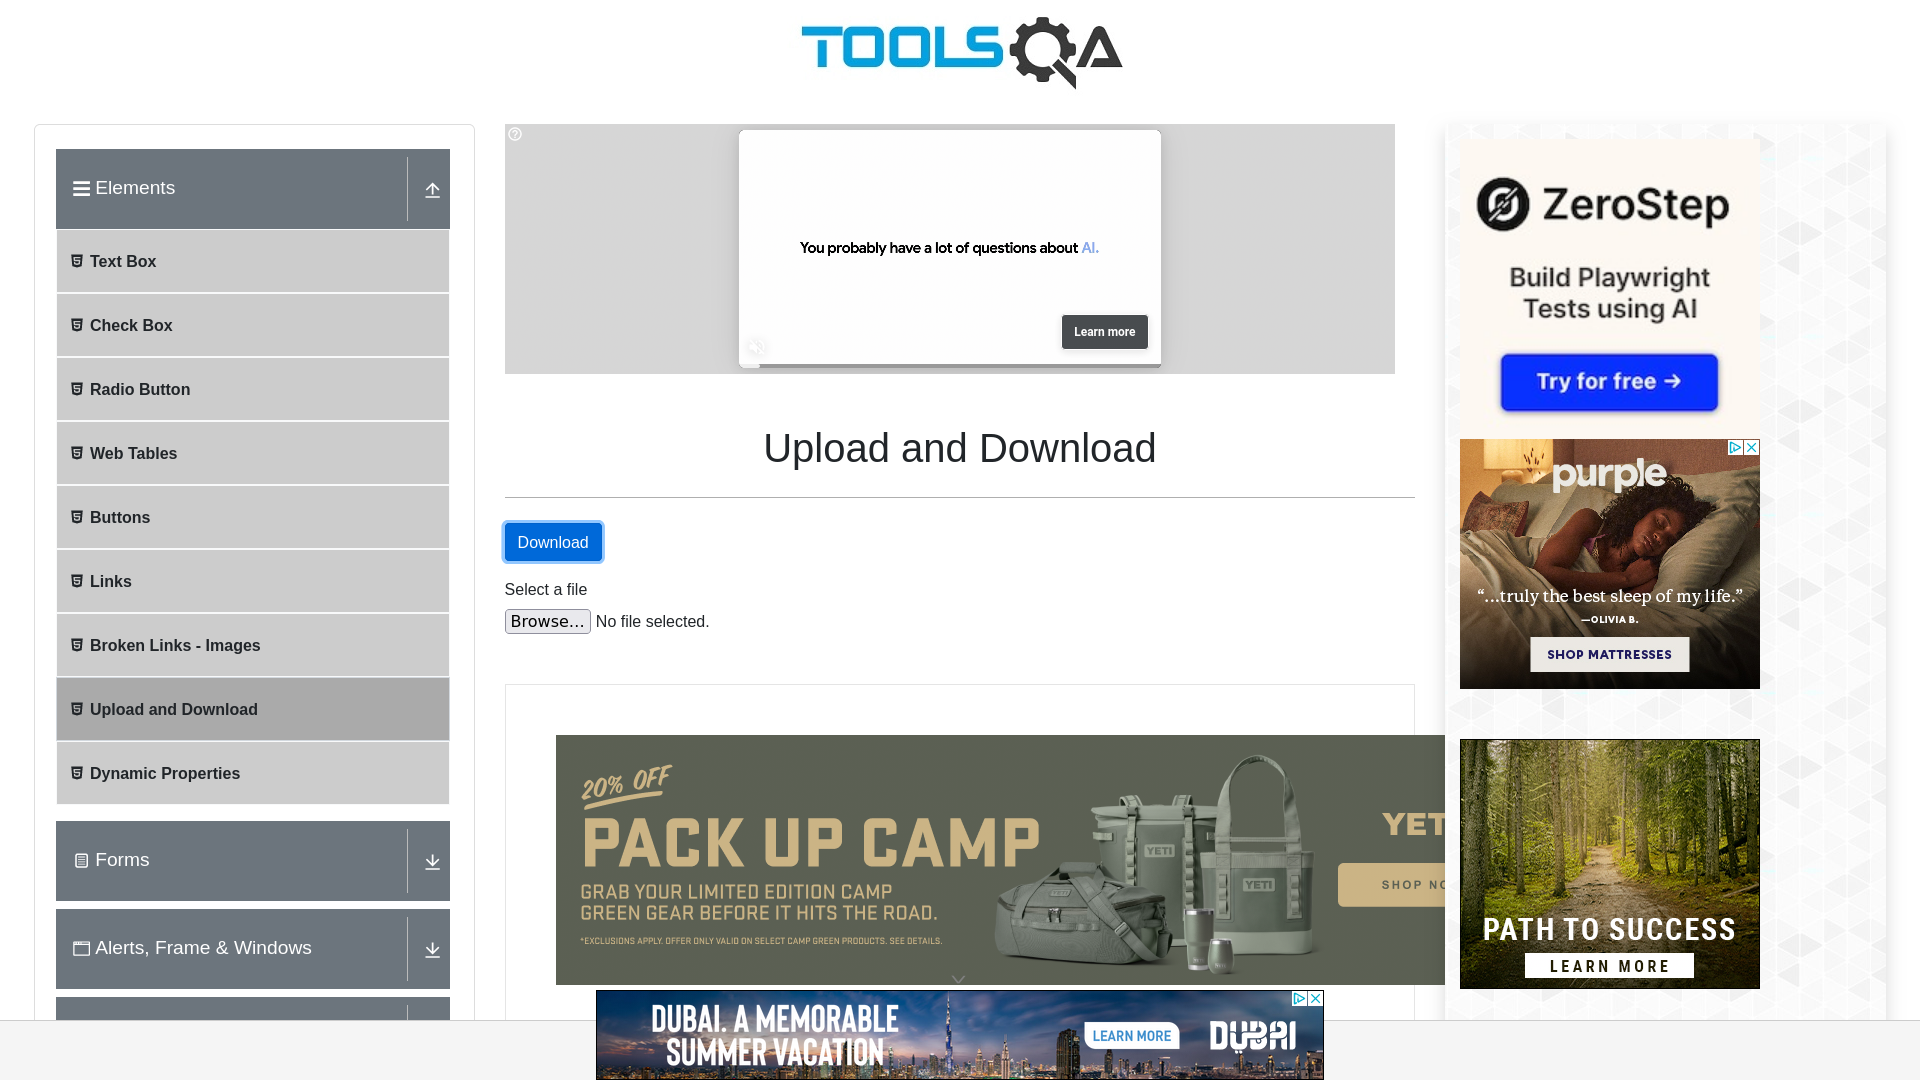 TOOLSQA
Elements
Text Box
Check Box
Radio Button
Web Tables
Buttons
Links
Broken Links - Images
Upload and Download
Dynamic Properties
Forms
Alerts, Frame & Windows
You probably have a lot of questions about AI.
Learn more
Upload and Download
Download
Select a file
Browse... No file selected.
20% OFF
PACK UP CAMP
GRAB YOUR LIMITED EDITION CAMP
GREEN GEAR BEFORE IT HITS THE ROAD.
*EXCLUSIONS APPLY. OFFER ONLY VALID ON SELECT CAMP GREEN PRODUCTS. SEE DETAILS.
YETI
YETI
YETI
YET
SHOP NO
DUBAI. A MEMORABLE
SUMMER VACATION
LEARN MORE
DUBAI
ZeroStep
Build Playwright
Tests using AI
Try for free →
purple
“...truly the best sleep of my life.”
—OLIVIA B.
SHOP MATTRESSES
PATH TO SUCCESS
LEARN MORE